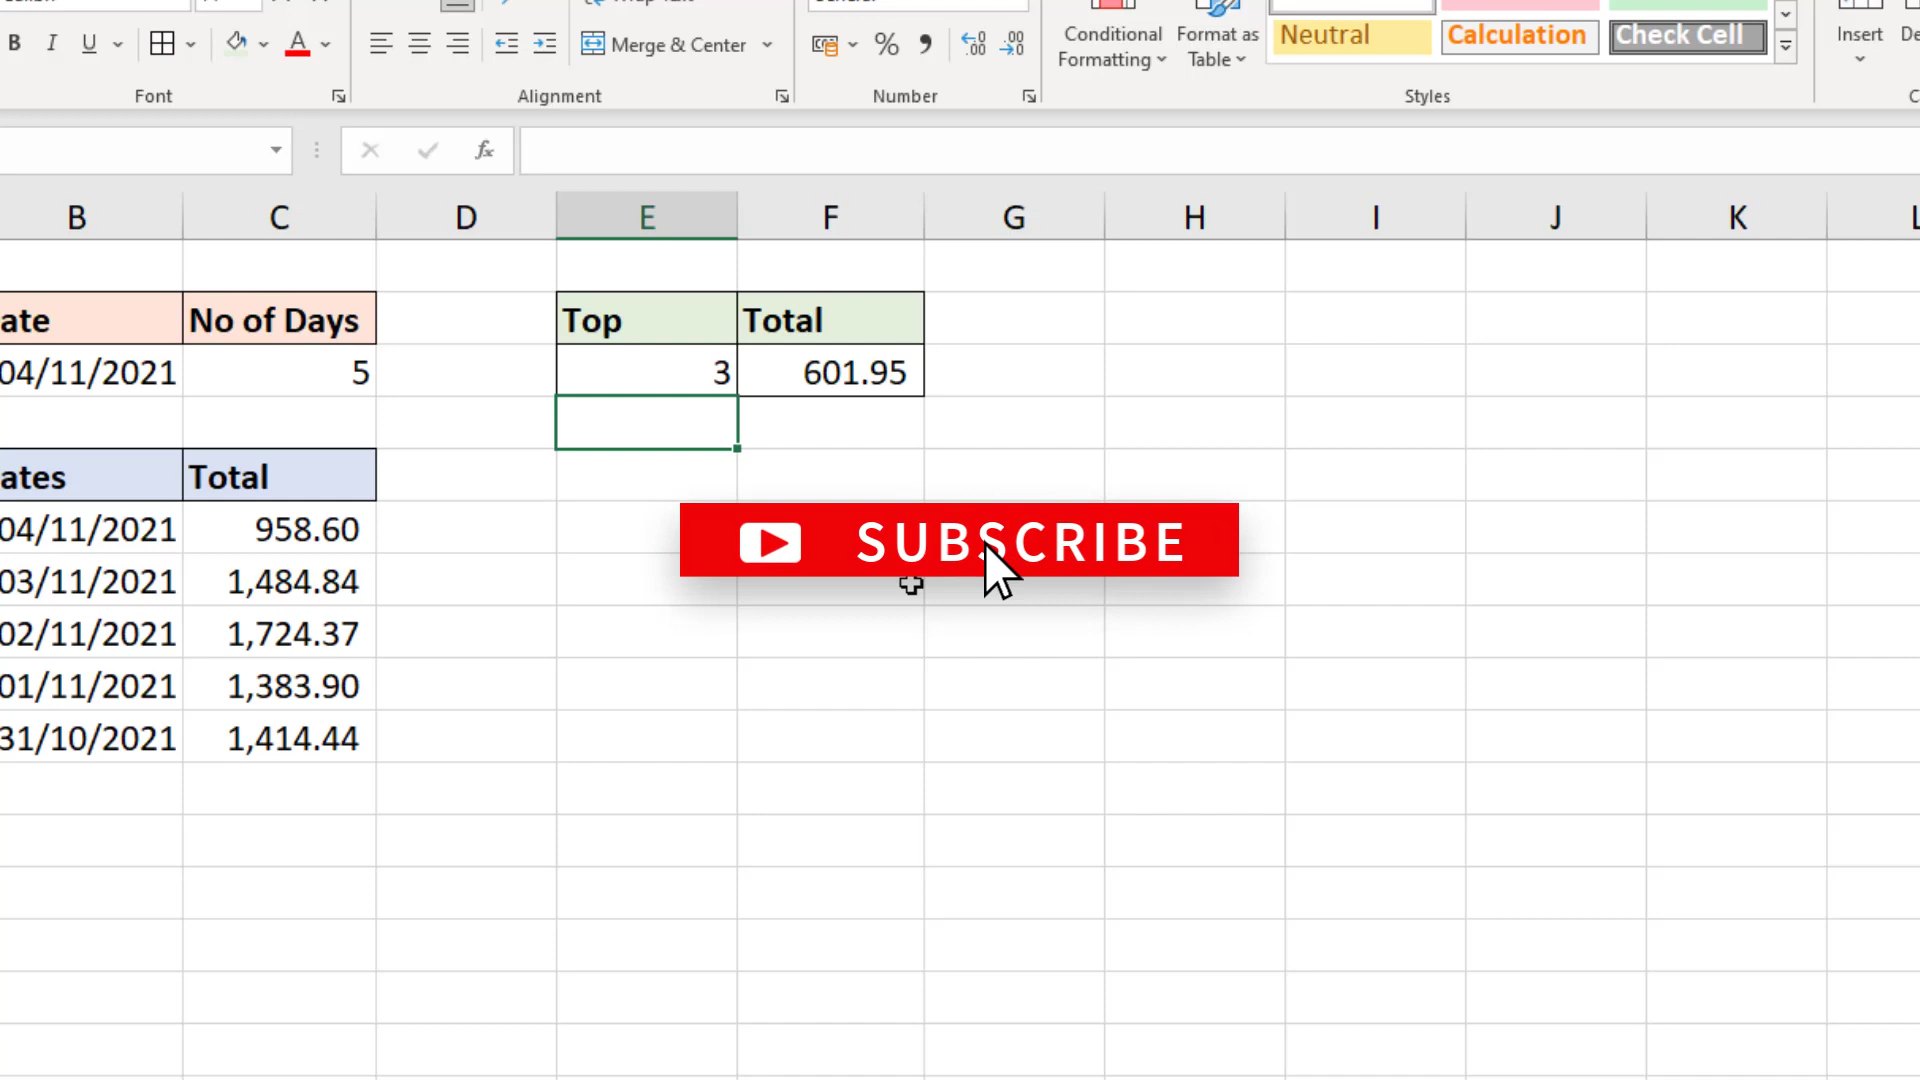 B I U A Merge & Center % Conditional Formatting Format as Table Neutral Calculation Check Cell Insert
Font Alignment Number Styles
fx
B C D E F G H I J K L
ate No of Days Top Total
04/11/2021 5 3 601.95
ates Total
04/11/2021 958.60
SUBSCRIBE
03/11/2021 1,484.84
02/11/2021 1,724.37
01/11/2021 1,383.90
31/10/2021 1,414.44